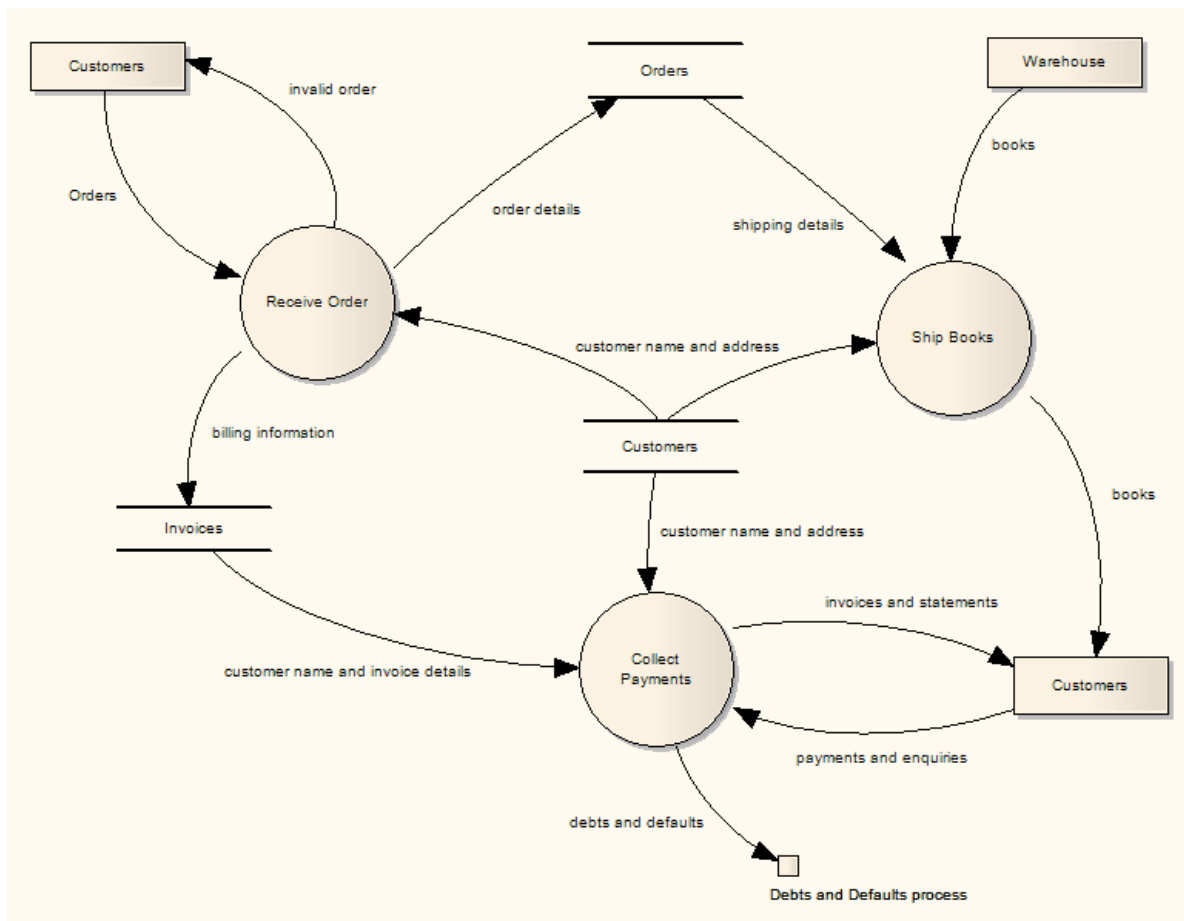 Customers
invalid order
Orders
Warehouse
books
Orders
order details
shipping details
Receive Order
Ship Books
customer name and address
billing information
Customers
books
Invoices
customer name and address
invoices and statements
customer name and invoice details
Collect
Payments
Customers
payments and enquiries
debts and defaults
Debts and Defaults process